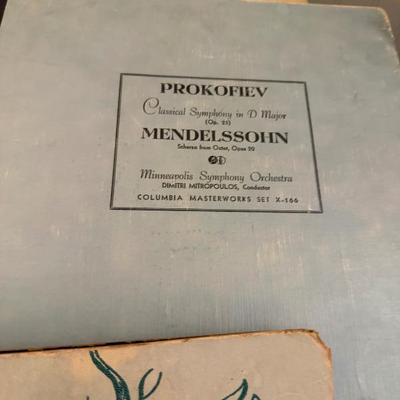 PROKOFIEV
Classical Symphony in D Major
(Op. 25)
MENDELSSOHN
Scherzo from Octet, Opus 20
Minneapolis Symphony Orchestra
DIMITRI MITROPOULOS, Conductor
COLUMBIA MASTERWORKS SET X-166